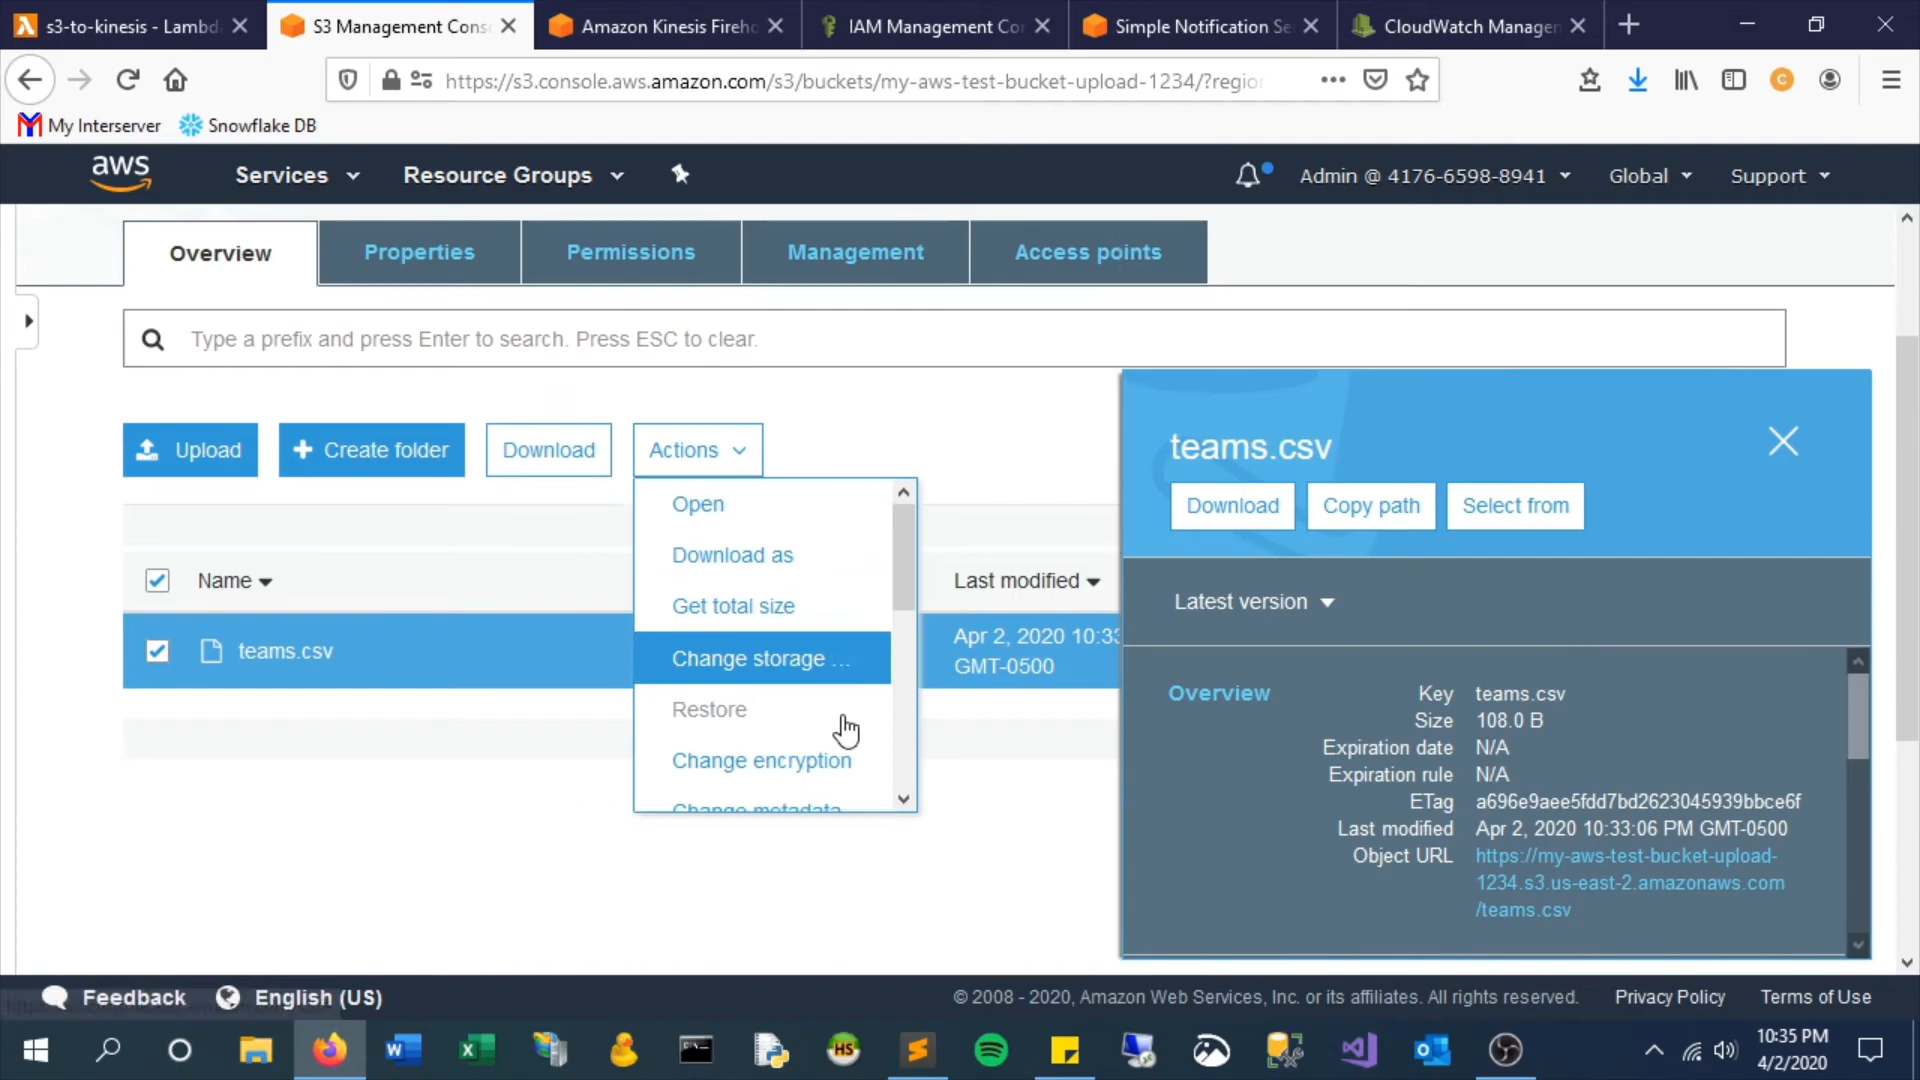 s3-to-kinesis - Lambd
S3 Management Cons
Amazon Kinesis Fireho
IAM Management Co
Simple Notification Se
CloudWatch Manager
https://s3.console.aws.amazon.com/s3/buckets/my-aws-test-bucket-upload-1234/?regio
My Interserver
Snowflake DB
aws
Services
Resource Groups
Admin @ 4176-6598-8941
Global
Support
Overview
Properties
Permissions
Management
Access points
Type a prefix and press Enter to search. Press ESC to clear.
Upload
Create folder
Download
Actions
Open
Download as
Get total size
Change storage ...
Restore
Change encryption
Change metadata
Name
Last modified
teams.csv
Apr 2, 2020 10:33
GMT-0500
teams.csv
Download
Copy path
Select from
Latest version
Overview
Key teams.csv
Size 108.0 B
Expiration date N/A
Expiration rule N/A
ETag a696e9aee5fdd7bd2623045939bbce6f
Last modified Apr 2, 2020 10:33:06 PM GMT-0500
Object URL https://my-aws-test-bucket-upload-
1234.s3.us-east-2.amazonaws.com
/teams.csv
Feedback
English (US)
© 2008 - 2020, Amazon Web Services, Inc. or its affiliates. All rights reserved.
Privacy Policy
Terms of Use
10:35 PM
4/2/2020